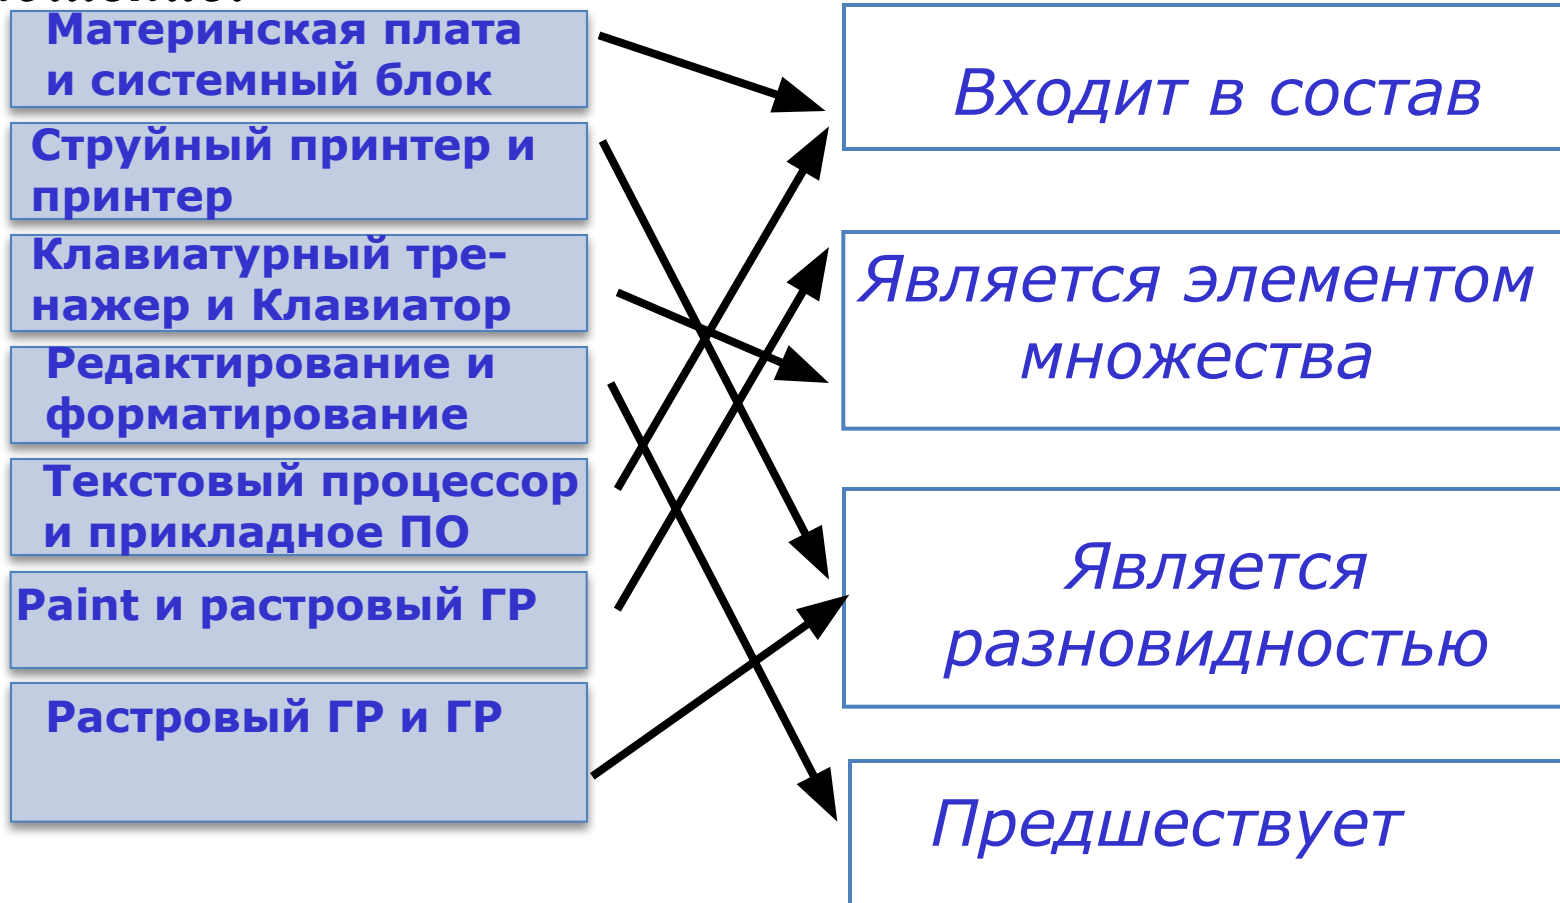 Материнская плата
и системный блок
Струйный принтер и
принтер
Клавиатурный тре-
нажер и Клавиатор
Редактирование и
форматирование
Текстовый процессор
и прикладное ПО
Paint и растровый ГР
Растровый ГР и ГР
Входит в состав
Является элементом
множества
Является
разновидностью
Предшествует